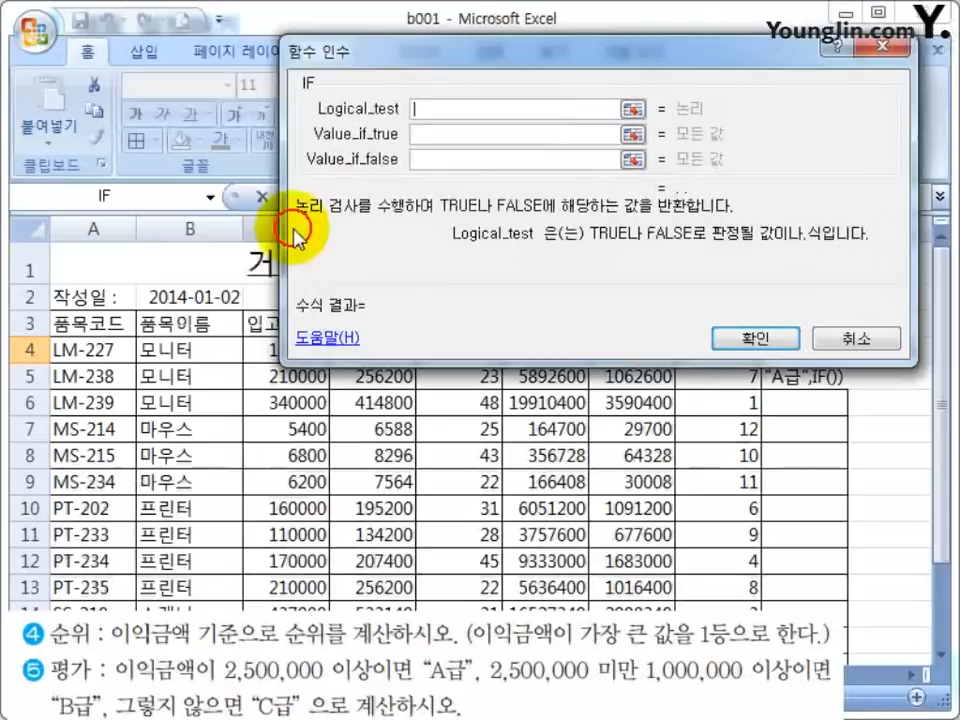 b001 - Microsoft Excel
YoungJin.com Y.
홈 삽입 페이지 레이
11
붙여넣기
가 가 가 가 가
가
클립보드 글꼴
함수 인수
IF
Logical_test = 논리
Value_if_true = 모든 값
Value_if_false = 모든 값
=
논리 검사를 수행하여 TRUE나 FALSE에 해당하는 값을 반환합니다.
Logical_test 은(는) TRUE나 FALSE로 판정될 값이나 식입니다.
수식 결과=
도움말(H) 확인 취소
IF
A B
1 거
2 작성일 : 2014-01-02
3 품목코드 품목이름 입고
4 LM-227 모니터 1
5 LM-238 모니터 210000 256200 23 5892600 1062600 7 "A급",IF())
6 LM-239 모니터 340000 414800 48 19910400 3590400 1
7 MS-214 마우스 5400 6588 25 164700 29700 12
8 MS-215 마우스 6800 8296 43 356728 64328 10
9 MS-234 마우스 6200 7564 22 166408 30008 11
10 PT-202 프린터 160000 195200 31 6051200 1091200 6
11 PT-233 프린터 110000 134200 28 3757600 677600 9
12 PT-234 프린터 170000 207400 45 9333000 1683000 4
13 PT-235 프린터 210000 256200 22 5636400 1016400 8
❹ 순위 : 이익금액 기준으로 순위를 계산하시오. (이익금액이 가장 큰 값을 1등으로 한다.)
❺ 평가 : 이익금액이 2,500,000 이상이면 “A급”, 2,500,000 미만 1,000,000 이상이면
“B급”, 그렇지 않으면 “C급” 으로 계산하시오.